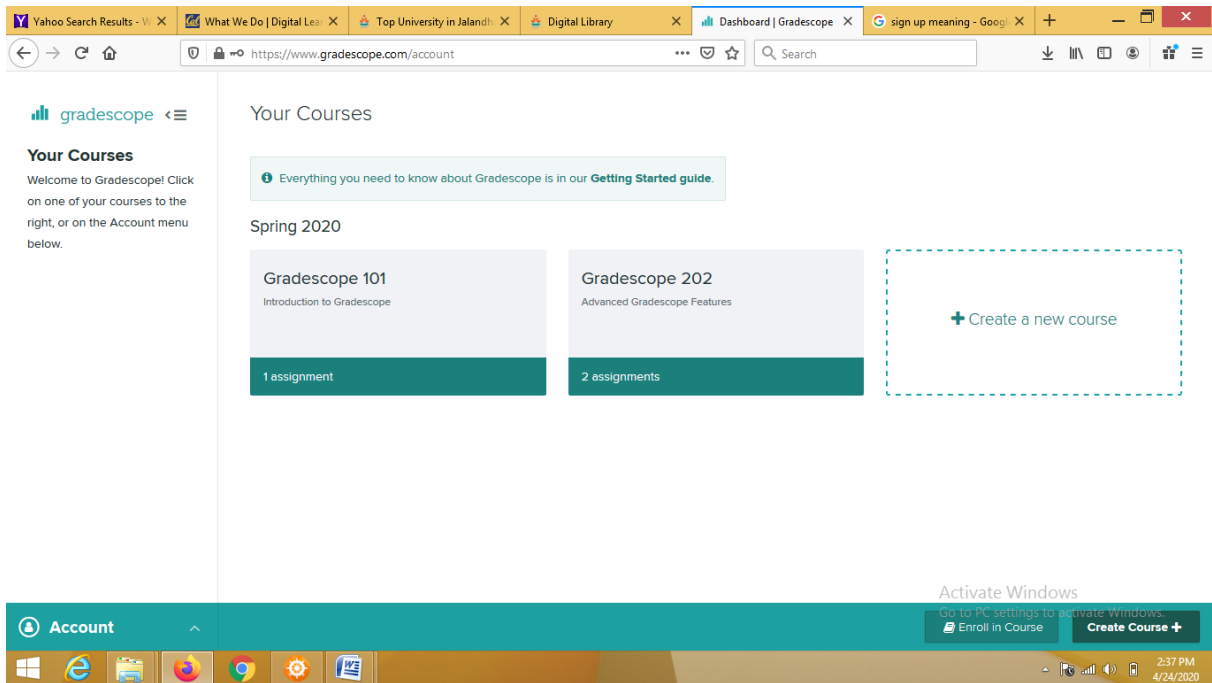 Yahoo Search Results - W
What We Do | Digital Lea
Top University in Jalandh
Digital Library
Dashboard | Gradescope
sign up meaning - Googl
https://www.gradescope.com/account
Search
gradescope
Your Courses
Welcome to Gradescope! Click
on one of your courses to the
right, or on the Account menu
below.
Your Courses
Everything you need to know about Gradescope is in our Getting Started guide.
Spring 2020
Gradescope 101
Introduction to Gradescope
1 assignment
Gradescope 202
Advanced Gradescope Features
2 assignments
Create a new course
Activate Windows
Go to PC settings to activate Windows.
Account
Enroll in Course
Create Course
2:37 PM
4/24/2020